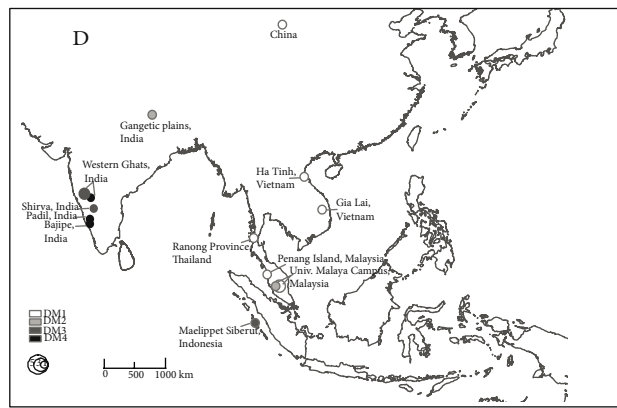 D
China
Gangetic plains,
India
Western Ghats,
India
Ha Tinh,
Vietnam
Shirva, India
Padil, India
Bajipe,
India
Gia Lai,
Vietnam
Ranong Province,
Thailand
Penang Island, Malaysia
Univ. Malaya Campus,
Malaysia
DM1
DM2
DM3
DM4
Maelippet Siberut,
Indonesia
0 500 1000 km